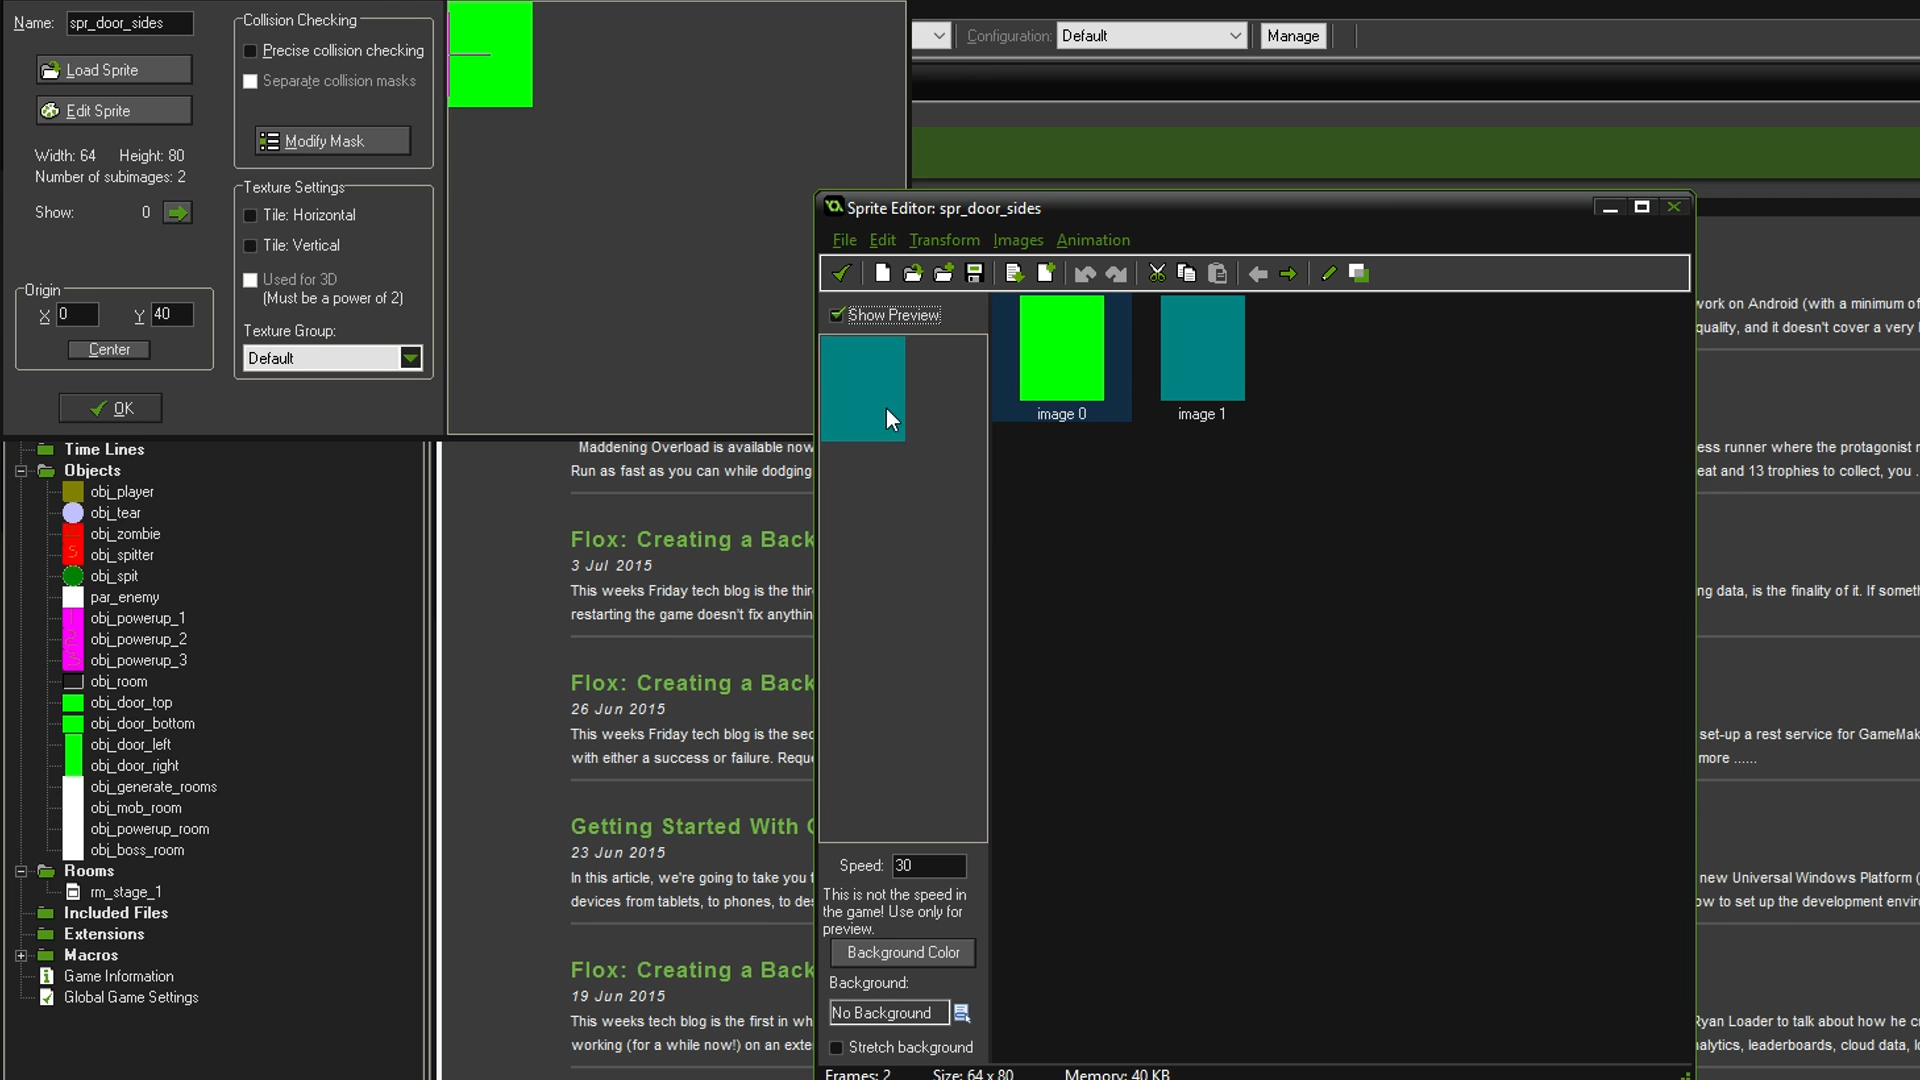 Name: spr_door_sides
Load Sprite
Edit Sprite
Width: 64 Height: 80
Number of subimages: 2
Show: 0
Origin
X 0 Y 40
Center
OK
Collision Checking
Precise collision checking
Separate collision masks
Modify Mask
Texture Settings
Tile: Horizontal
Tile: Vertical
Used for 3D
(Must be a power of 2)
Texture Group:
Default
Configuration: Default Manage
Time Lines
Objects
obj_player
obj_tear
obj_zombie
obj_spitter
obj_spit
par_enemy
obj_powerup_1
obj_powerup_2
obj_powerup_3
obj_room
obj_door_top
obj_door_bottom
obj_door_left
obj_door_right
obj_generate_rooms
obj_mob_room
obj_powerup_room
obj_boss_room
Rooms
rm_stage_1
Included Files
Extensions
Macros
Game Information
Global Game Settings
Maddening Overload is available now
Run as fast as you can while dodging
Flox: Creating a Back
3 Jul 2015
This weeks Friday tech blog is the thir
restarting the game doesn't fix anythin
Flox: Creating a Back
26 Jun 2015
This weeks Friday tech blog is the sec
with either a success or failure. Reque
Getting Started With
23 Jun 2015
In this article, we're going to take you t
devices from tablets, to phones, to des
Flox: Creating a Back
19 Jun 2015
This weeks tech blog is the first in wh
working (for a while now!) on an exte
Sprite Editor: spr_door_sides
File Edit Transform Images Animation
Show Preview
image 0
image 1
Speed: 30
This is not the speed in
the game! Use only for
preview.
Background Color
Background:
No Background
Stretch background
Frames: 2 Size: 64 x 80 Memory: 40 KB
work on Android (with a minimum of
quality, and it doesn't cover a very
ess runner where the protagonist
eat and 13 trophies to collect, you
ng data, is the finality of it. If someth
set-up a rest service for GameMak
more ......
new Universal Windows Platform (
ow to set up the development enviro
Ryan Loader to talk about how he c
nalytics, leaderboards, cloud data,